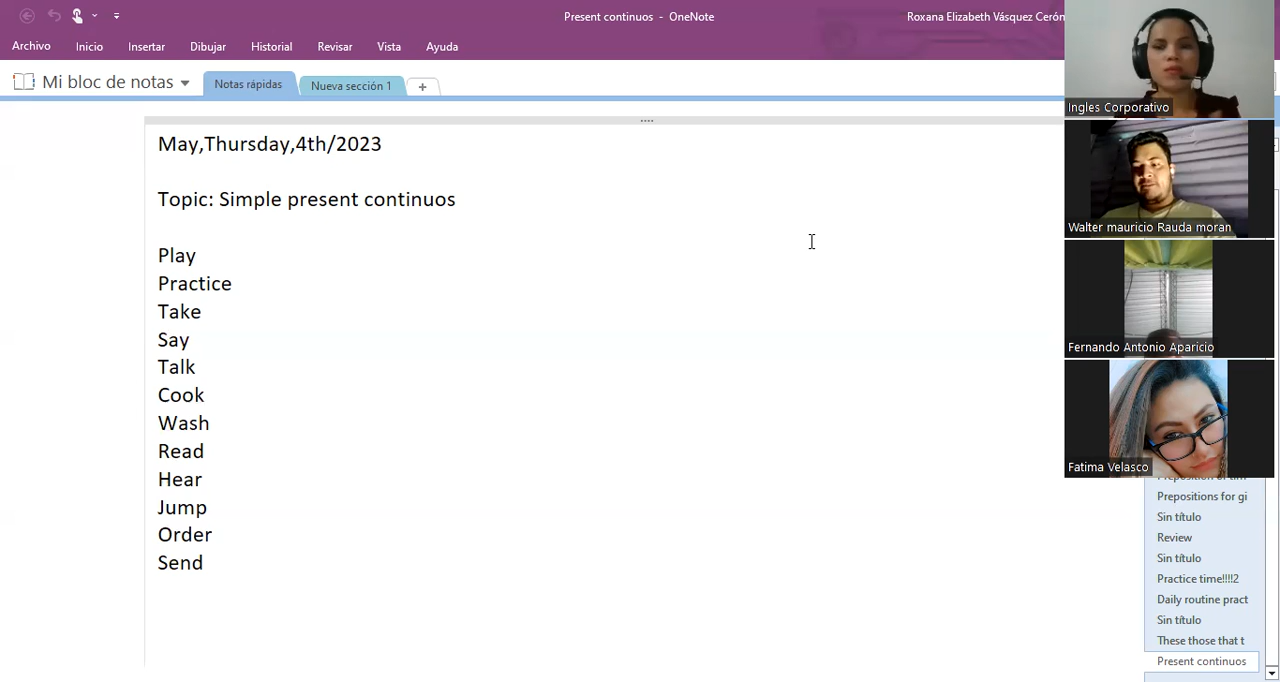 Present continuos - OneNote
Roxana Elizabeth Vásquez Cerón
Archivo
Inicio
Insertar
Dibujar
Historial
Revisar
Vista
Ayuda
Mi bloc de notas
Notas rápidas
Nueva sección 1
May,Thursday,4th/2023
Topic: Simple present continuos
Play
Practice
Take
Say
Talk
Cook
Wash
Read
Hear
Jump
Order
Send
Ingles Corporativo
Walter mauricio Rauda moran
Fernando Antonio Aparicio
Fatima Velasco
Prepositions for gi
Sin título
Review
Sin título
Practice time!!!!2
Daily routine pract
Sin título
These those that t
Present continuos